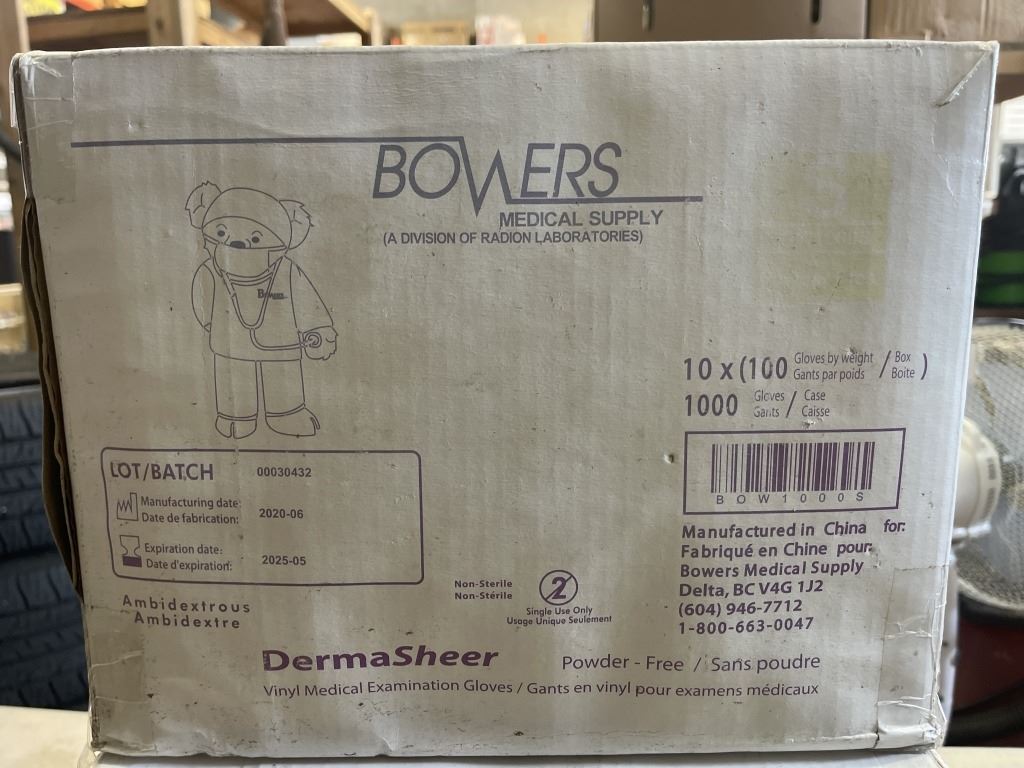 BOWERS
MEDICAL SUPPLY
(A DIVISION OF RADION LABORATORIES)
Bowers
10 x (100 Gloves by weight / Box )
Gants par poids Boite
1000 Gloves / Case
Gants Caisse
BOW1000S
LOT/BATCH 00030432
Manufacturing date:
Date de fabrication: 2020-06
Expiration date:
Date d'expiration: 2025-05
Ambidextrous
Ambidextre
Non-Sterile
Non-Stérile
2
Single Use Only
Usage Unique Seulement
Manufactured in China for:
Fabriqué en Chine pour:
Bowers Medical Supply
Delta, BC V4G 1J2
(604) 946-7712
1-800-663-0047
DermaSheer Powder - Free / Sans poudre
Vinyl Medical Examination Gloves / Gants en vinyl pour examens médicaux